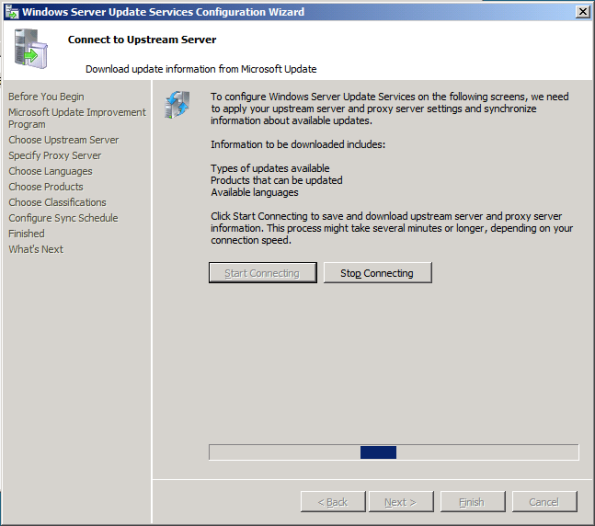 Windows Server Update Services Configuration Wizard
Connect to Upstream Server
Download update information from Microsoft Update
Before You Begin
Microsoft Update Improvement
Program
Choose Upstream Server
Specify Proxy Server
Choose Languages
Choose Products
Choose Classifications
Configure Sync Schedule
Finished
What's Next
To configure Windows Server Update Services on the following screens, we need
to apply your upstream server and proxy server settings and synchronize
information about available updates.
Information to be downloaded includes:
Types of updates available
Products that can be updated
Available languages
Click Start Connecting to save and download upstream server and proxy server
information. This process might take several minutes or longer, depending on your
connection speed.
Start Connecting
Stop Connecting
< Back
Next >
Finish
Cancel